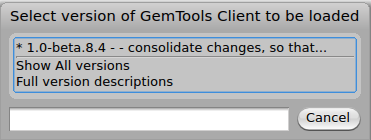 Select version of GemTools Client to be loaded
* 1.0-beta.8.4 - - consolidate changes, so that...
Show All versions
Full version descriptions
Cancel